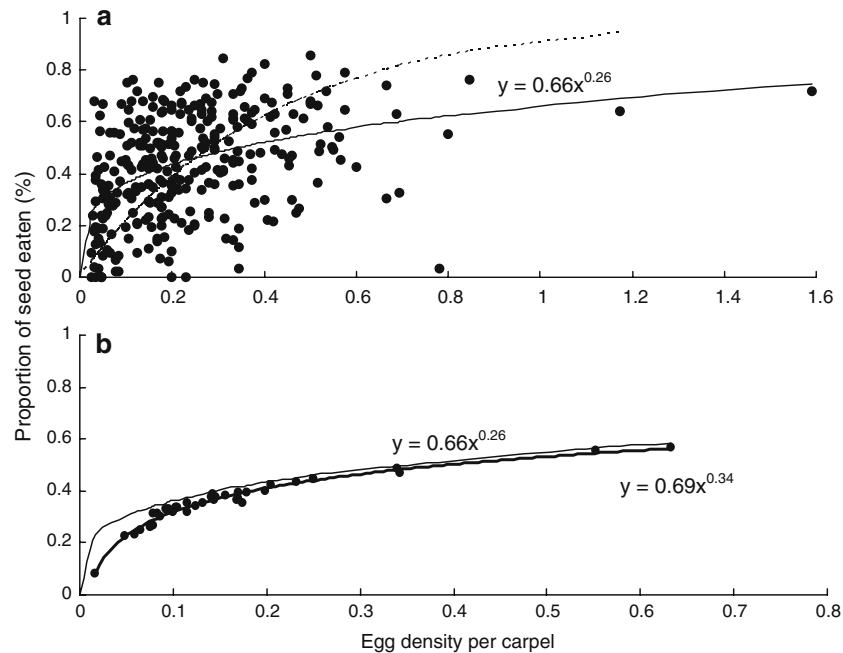 a
1
0.8
0.6
0.4
0.2
0
y = 0.66x^0.26
0 0.2 0.4 0.6 0.8 1 1.2 1.4 1.6
Proportion of seed eaten (%)
b
1
0.8
0.6
0.4
0.2
0
y = 0.66x^0.26
y = 0.69x^0.34
0 0.1 0.2 0.3 0.4 0.5 0.6 0.7 0.8
Egg density per carpel